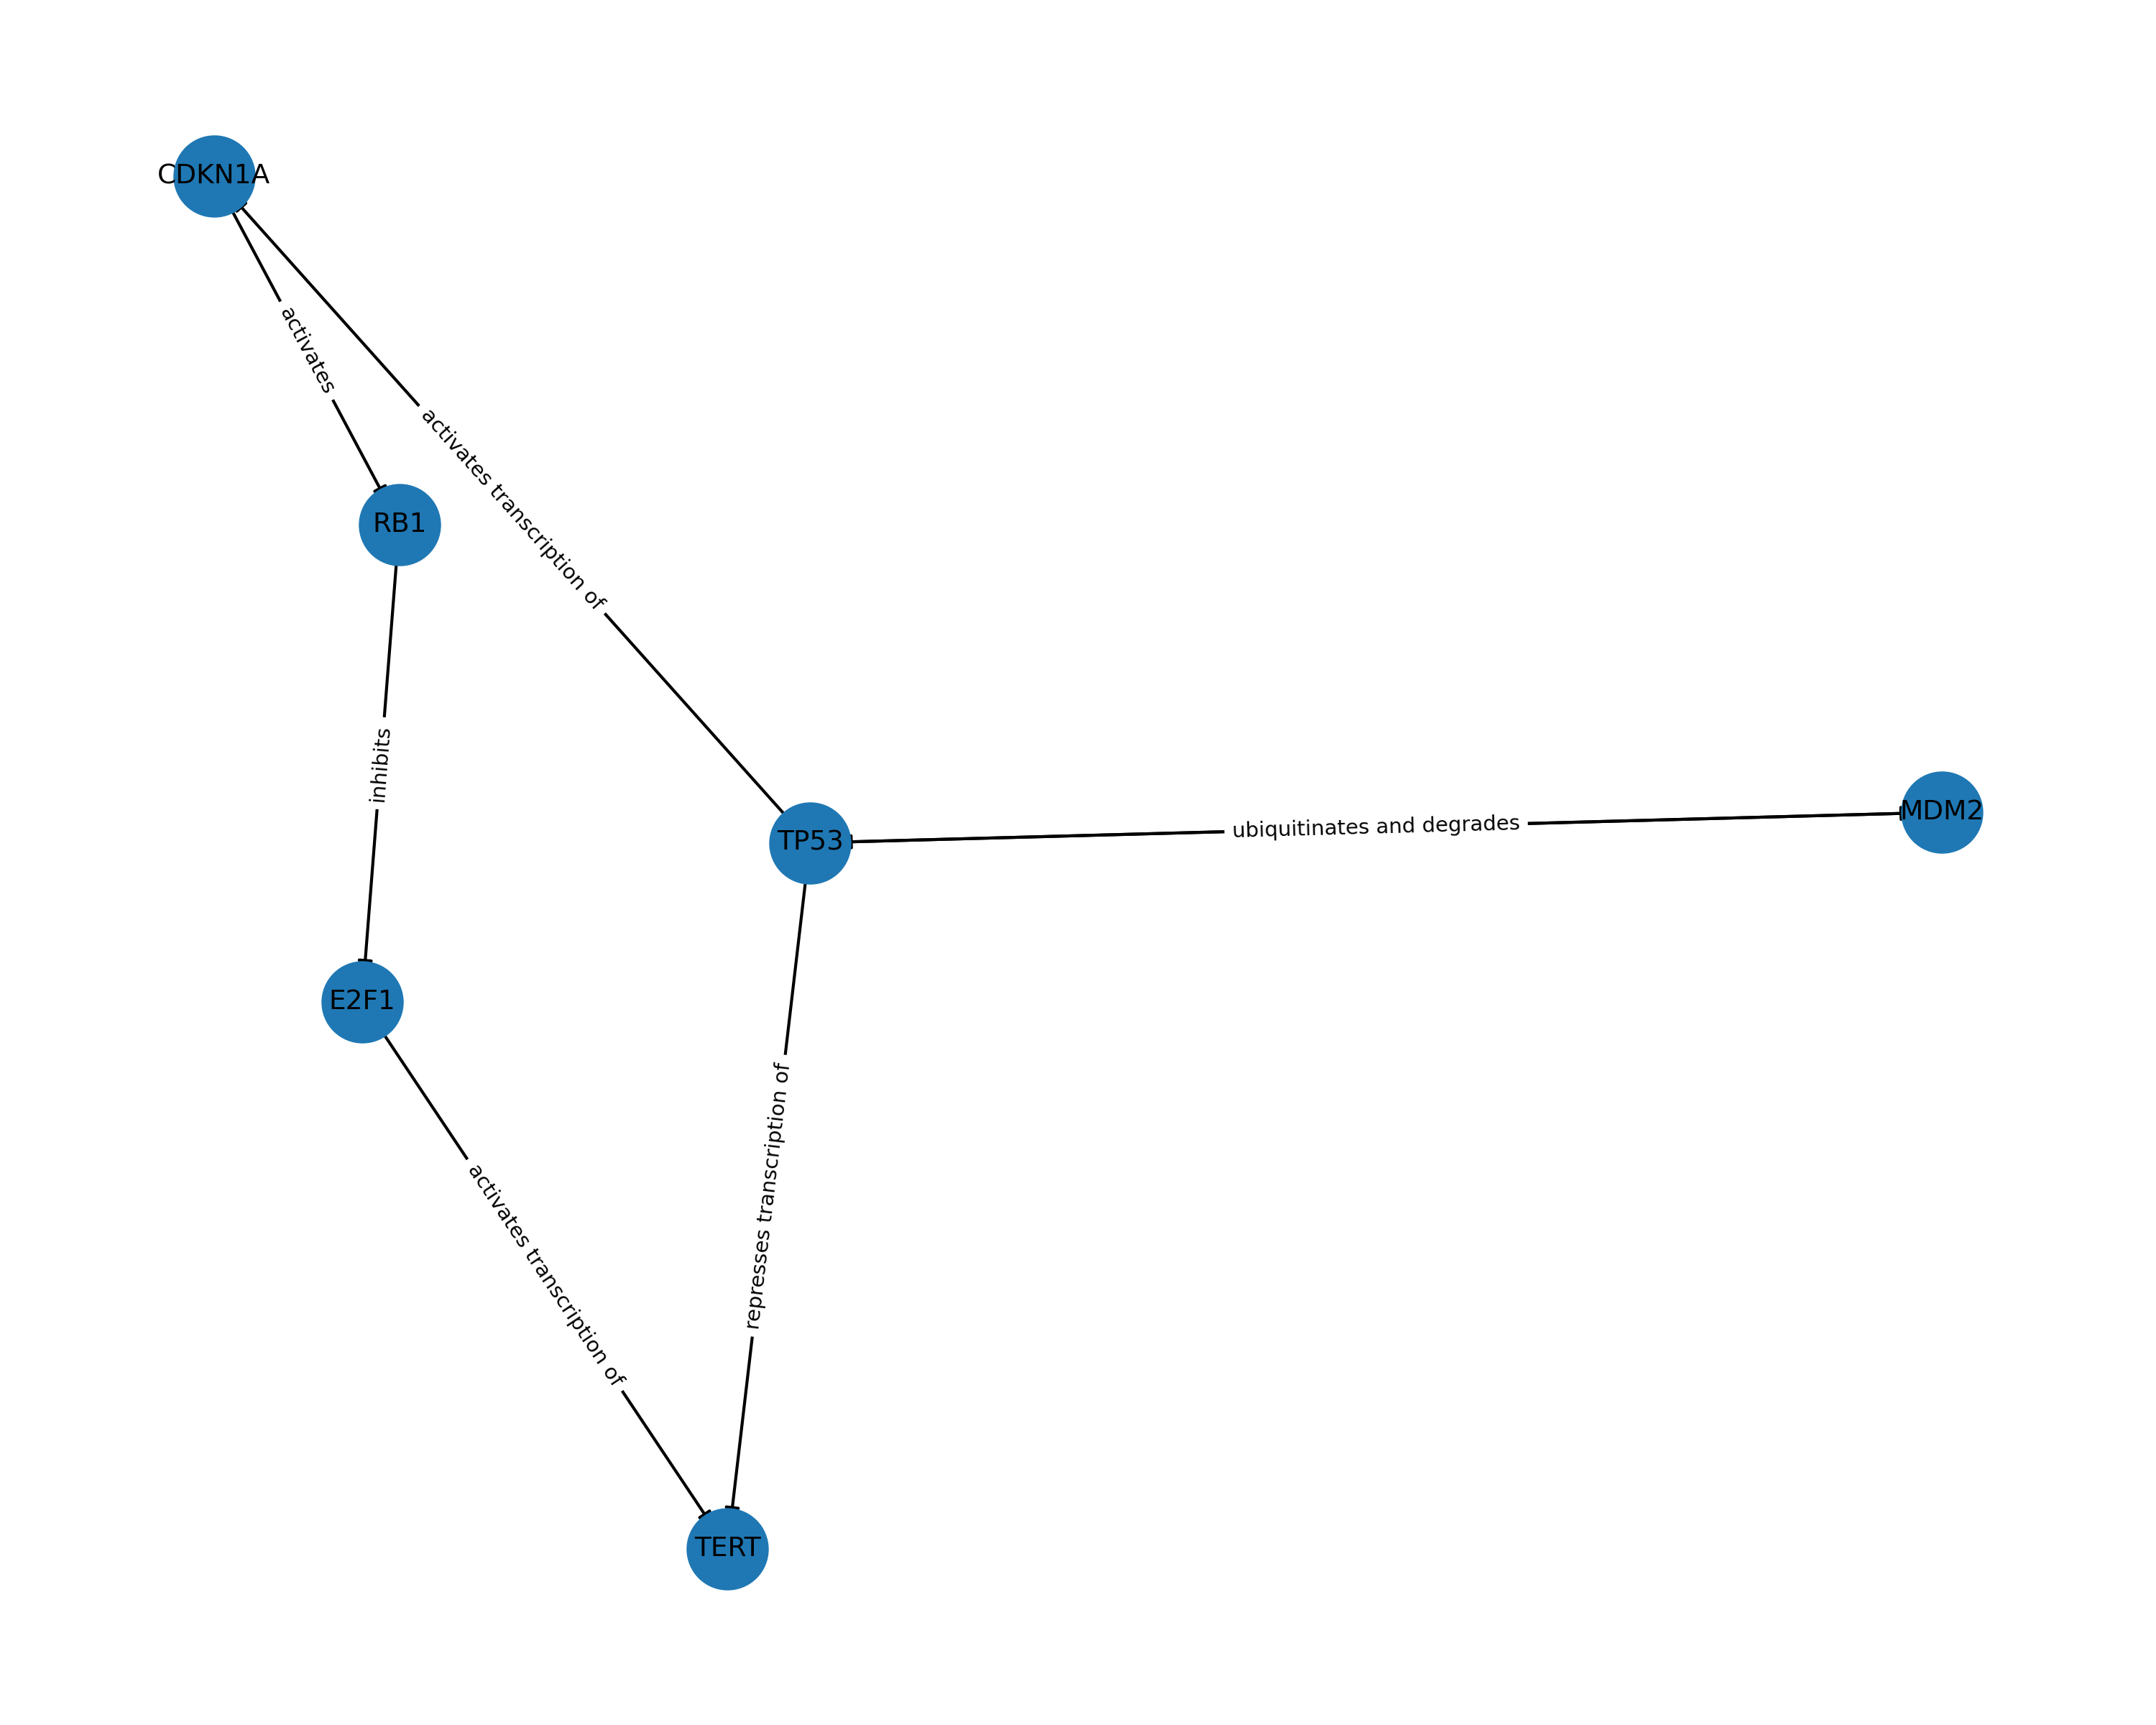 CDKN1A
activates
activates transcription of
RB1
inhibits
TP53
ubiquitinates and degrades
MDM2
E2F1
represses transcription of
activates transcription of
TERT